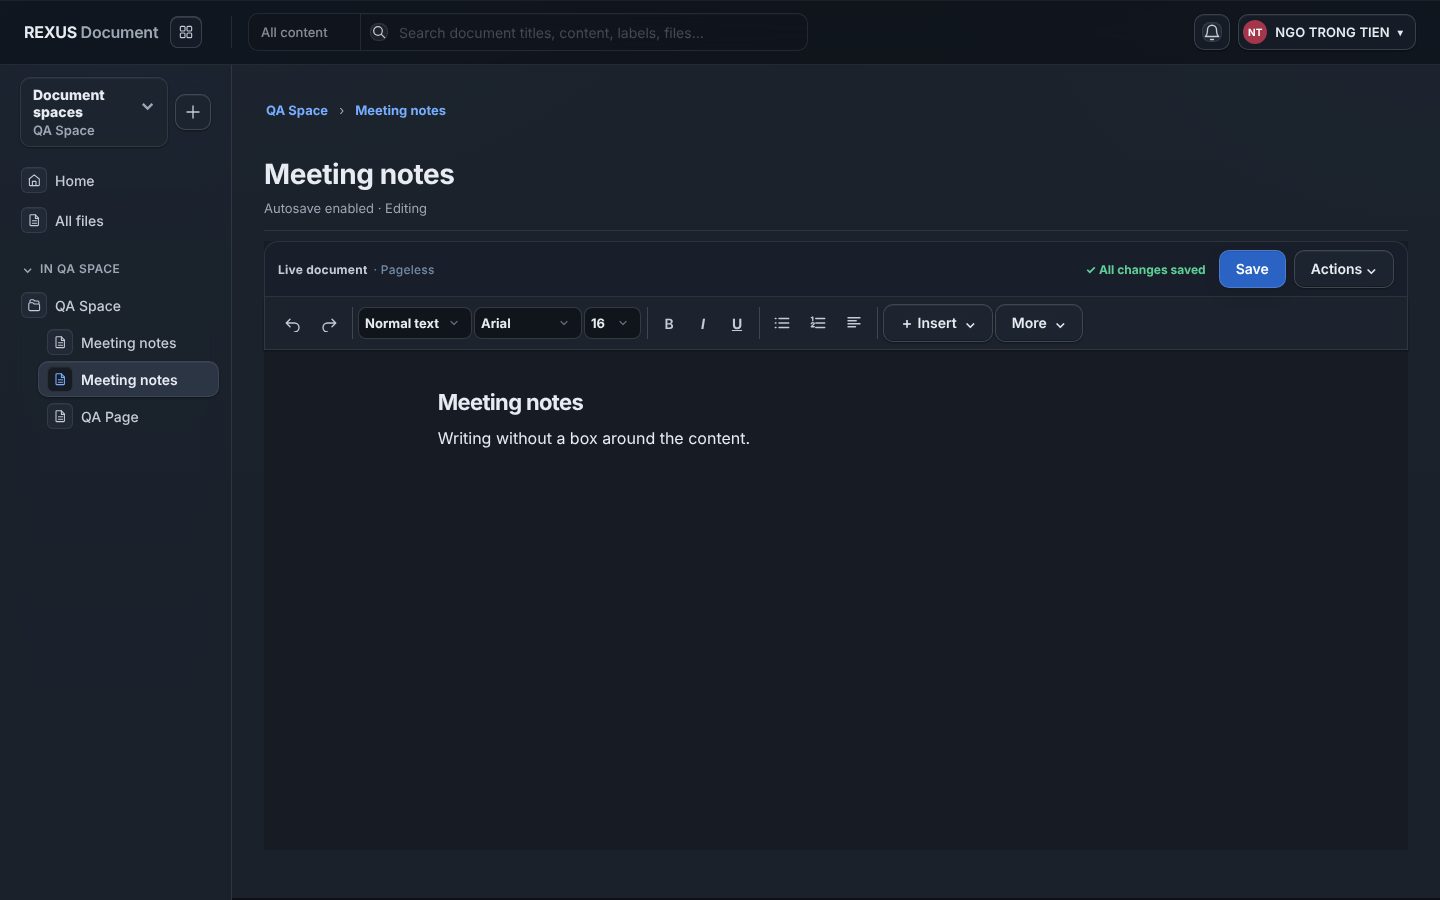 REXUS Document
All content
Search document titles, content, labels, files...
NT
NGO TRONG TIEN
Document spaces
QA Space
Home
All files
IN QA SPACE
QA Space
Meeting notes
Meeting notes
QA Page
QA Space › Meeting notes
Meeting notes
Autosave enabled · Editing
Live document · Pageless
✓ All changes saved
Save
Actions
Normal text
Arial
16
B
I
U
+ Insert
More
Meeting notes
Writing without a box around the content.